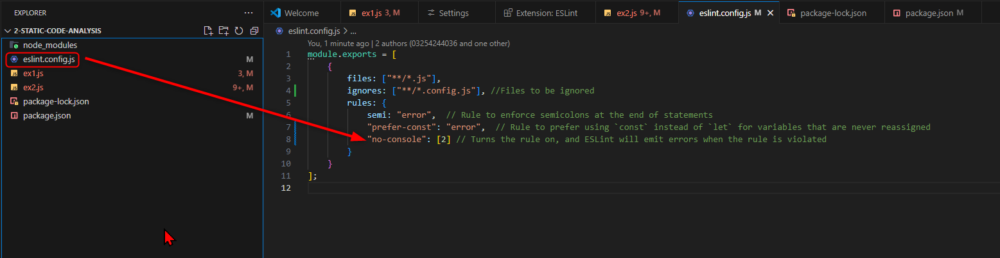 EXPLORER
2-STATIC-CODE-ANALYSIS
node_modules
eslint.config.js M
ex1.js 3, M
ex2.js 9+, M
package-lock.json
package.json M
Welcome ex1.js 3, M Settings Extension: ESLint ex2.js 9+, M eslint.config.js M package-lock.json package.json M
eslint.config.js > ...
You, 1 minute ago | 2 authors (03254244036 and one other)
1 module.exports = [
2 {
3 files: ["**/*.js"],
4 ignores: ["**/*.config.js"], //Files to be ignored
5 rules: {
6 semi: "error", // Rule to enforce semicolons at the end of statements
7 "prefer-const": "error", // Rule to prefer using `const` instead of `let` for variables that are never reassigned
8 "no-console": [2] // Turns the rule on, and ESLint will emit errors when the rule is violated
9 }
10 }
11 ];
12